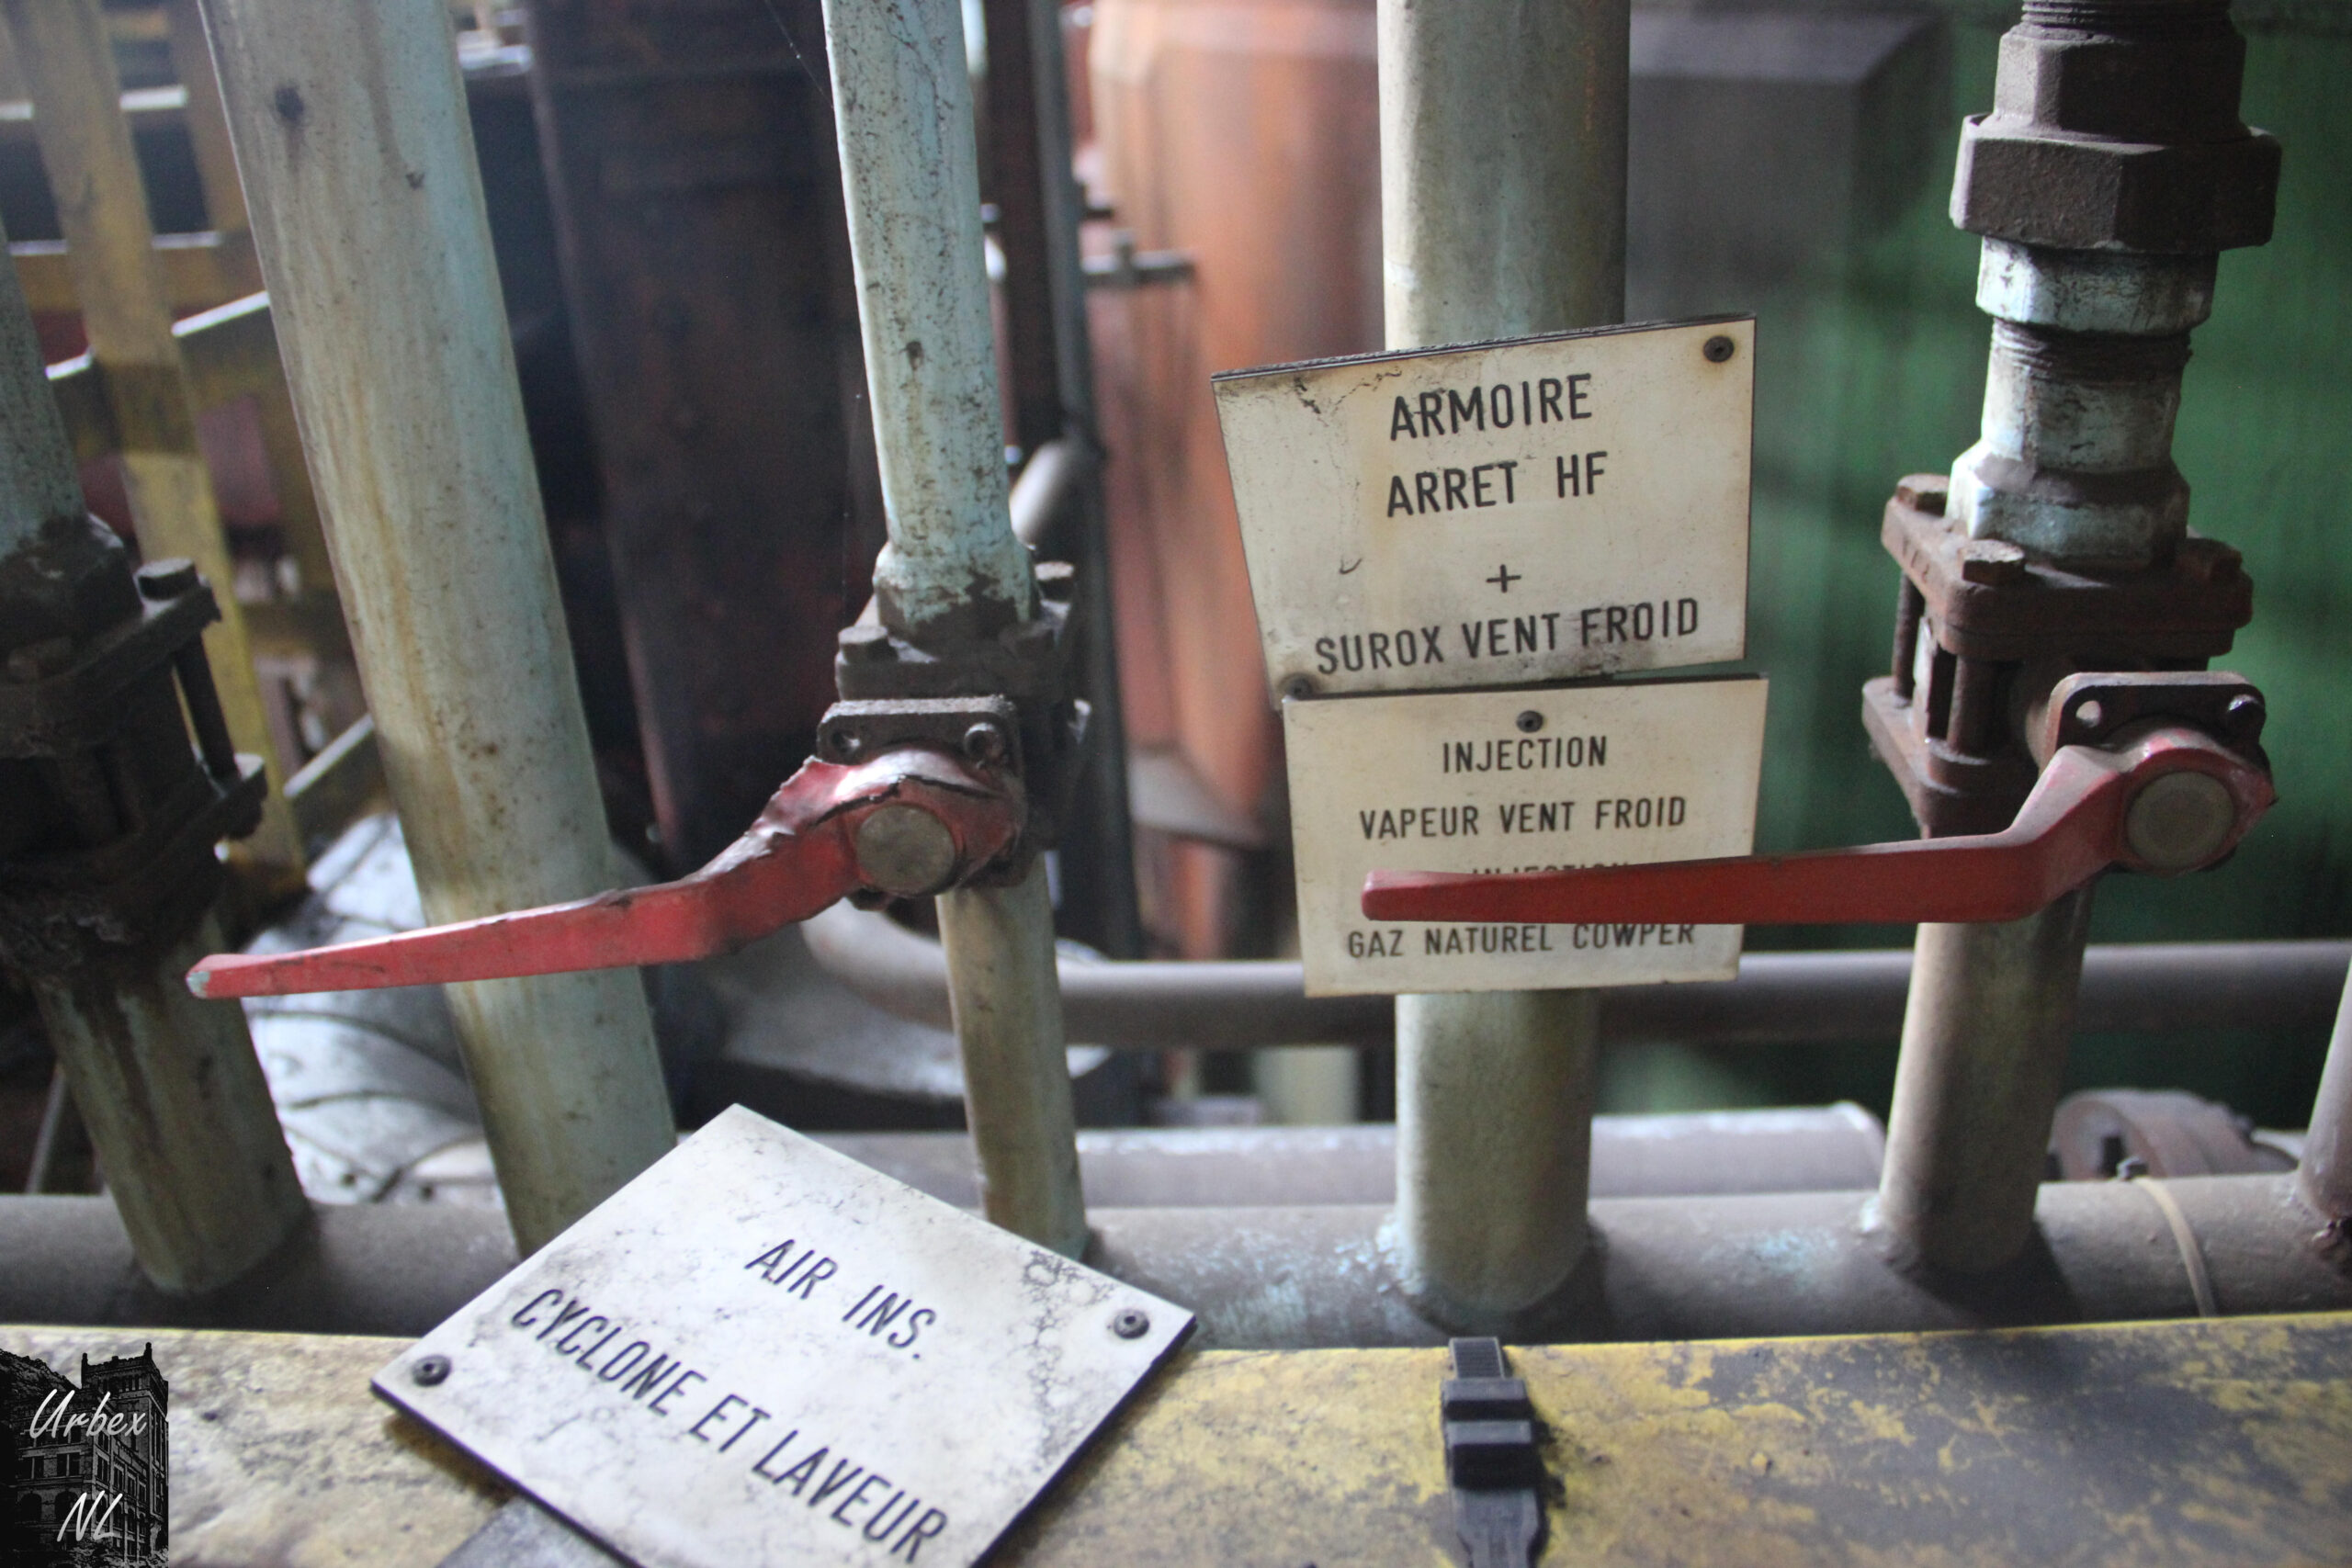 ARMOIRE
ARRET HF
+
SUROX VENT FROID
INJECTION
VAPEUR VENT FROID
INJECTION
GAZ NATUREL COWPER
AIR INS.
CYCLONE ET LAVEUR
Urbex
NL